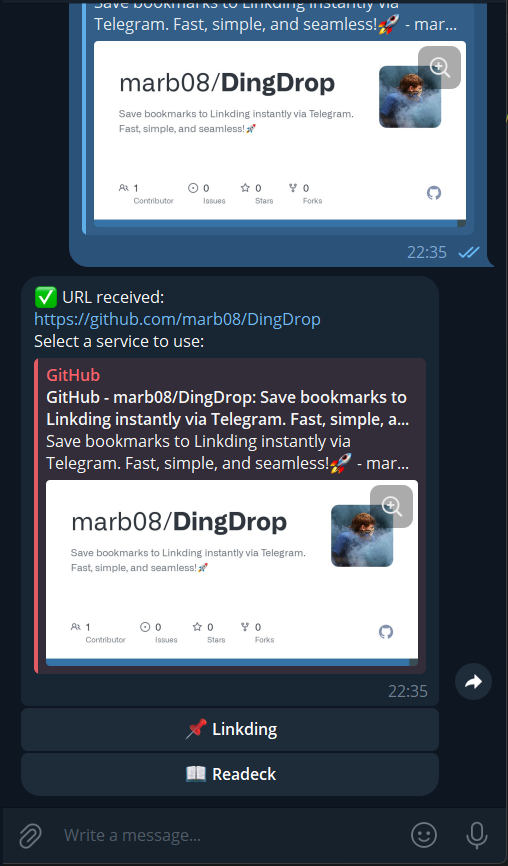 Save bookmarks to Linkding instantly via
Telegram. Fast, simple, and seamless!🚀 - mar...
marb08/DingDrop
Save bookmarks to Linkding instantly via Telegram.
Fast, simple, and seamless!🚀
1
Contributor
0
Issues
0
Stars
0
Forks
22:35
✅ URL received:
https://github.com/marb08/DingDrop
Select a service to use:
GitHub
GitHub - marb08/DingDrop: Save bookmarks to
Linkding instantly via Telegram. Fast, simple, a...
Save bookmarks to Linkding instantly via
Telegram. Fast, simple, and seamless!🚀 - mar...
marb08/DingDrop
Save bookmarks to Linkding instantly via Telegram.
Fast, simple, and seamless!🚀
1
Contributor
0
Issues
0
Stars
0
Forks
22:35
📌 Linkding
📖 Readeck
Write a message...